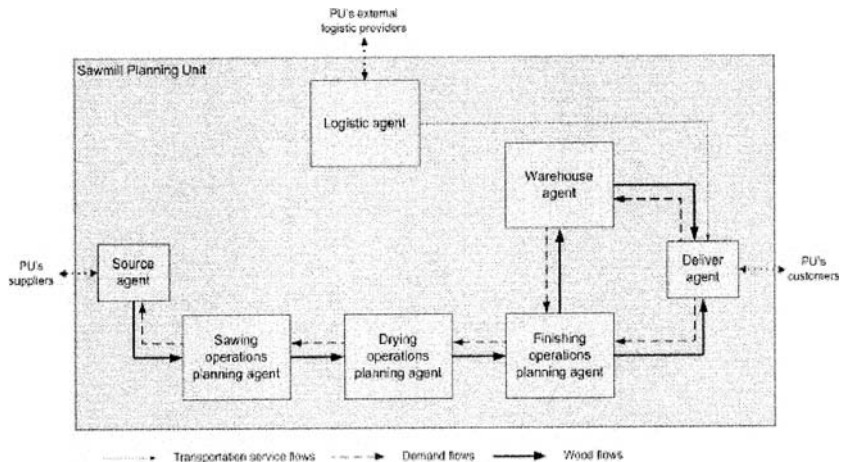 PU's external
logistic providers
Sawmill Planning Unit
Logistic agent
Warehouse
agent
PU's
suppliers
Source
agent
Deliver
agent
PU's
customers
Sawing
operations
planning agent
Drying
operations
planning agent
Finishing
operations
planning agent
Transportation service flows
Demand flows
Wood flows